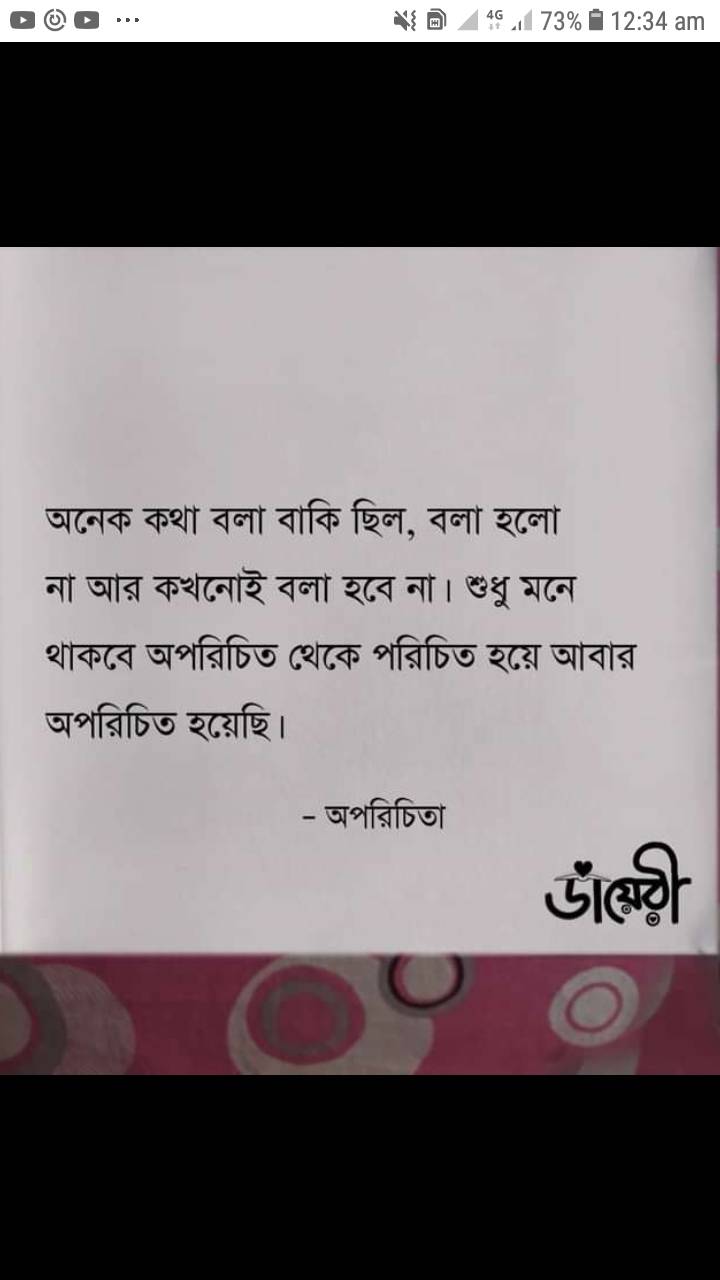 73% 12:34 am
4G
অনেক কথা বলা বাকি ছিল, বলা হলো
না আর কখনোই বলা হবে না। শুধু মনে
থাকবে অপরিচিত থেকে পরিচিত হয়ে আবার
অপরিচিত হয়েছি।
- অপরিচিতা
ডায়েরী